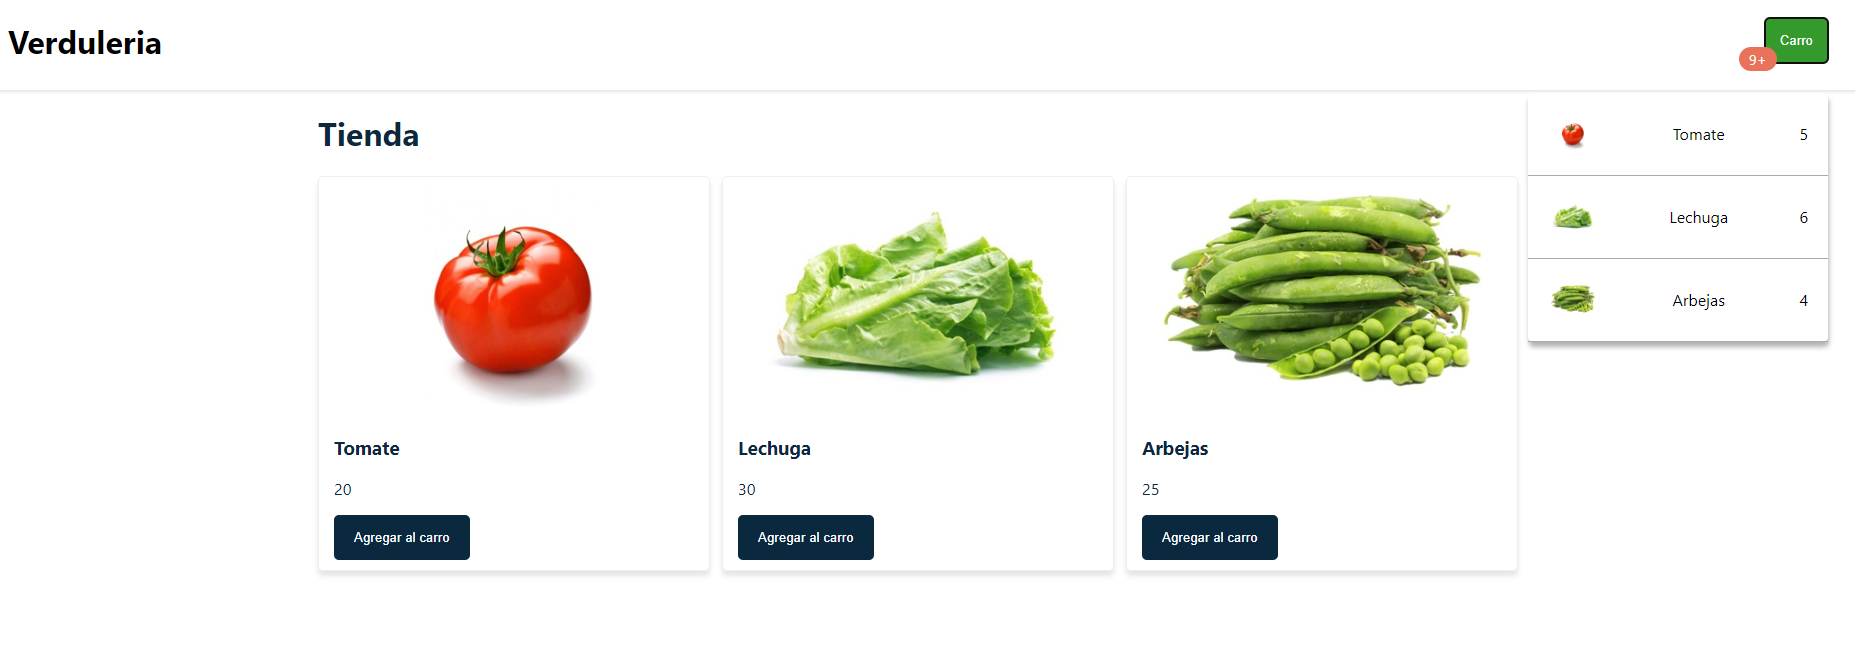 Verduleria
Carro
9+
Tienda
Tomate 5
Lechuga 6
Arbejas 4
Tomate
20
Agregar al carro
Lechuga
30
Agregar al carro
Arbejas
25
Agregar al carro